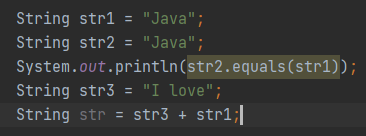 String str1 = "Java";
String str2 = "Java";
System.out.println(str2.equals(str1));
String str3 = "I love";
String str = str3 + str1;